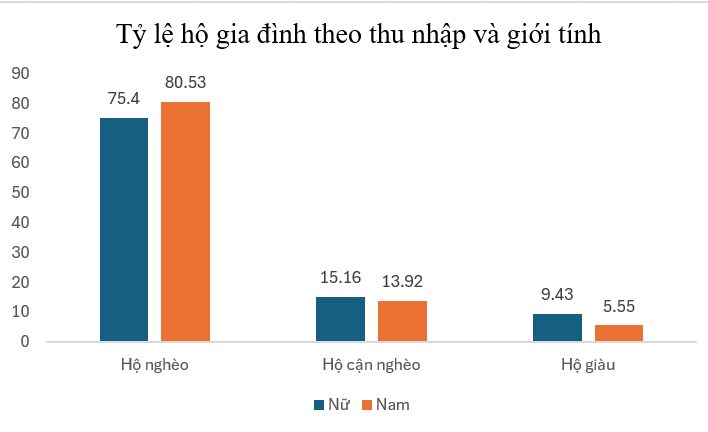 Tỷ lệ hộ gia đình theo thu nhập và giới tính
90
80
70
60
50
40
30
20
10
0
75.4
80.53
15.16
13.92
9.43
5.55
Hộ nghèo
Hộ cận nghèo
Hộ giàu
Nữ
Nam